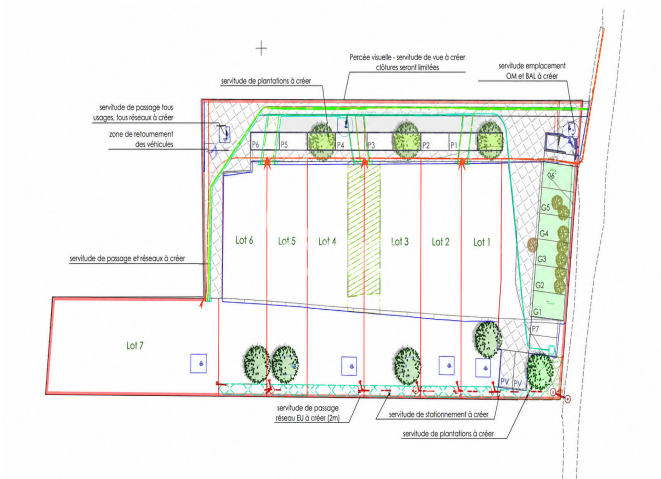 Percée visuelle - servitude de vue à créer
clôtures seront limitées
servitude emplacement
OM et BAL à créer
servitude de plantations à créer
servitude de passage tous
usages, tous réseaux à créer
zone de retournement
des véhicules
P6
P5
P4
P3
P2
P1
G6
G5
G4
G3
G2
G1
P7
Lot 6
Lot 5
Lot 4
Lot 3
Lot 2
Lot 1
servitude de passage et réseaux à créer
Lot 7
PV
PV
servitude de passage
réseau EU à créer (2m)
servitude de stationnement à créer
servitude de plantations à créer